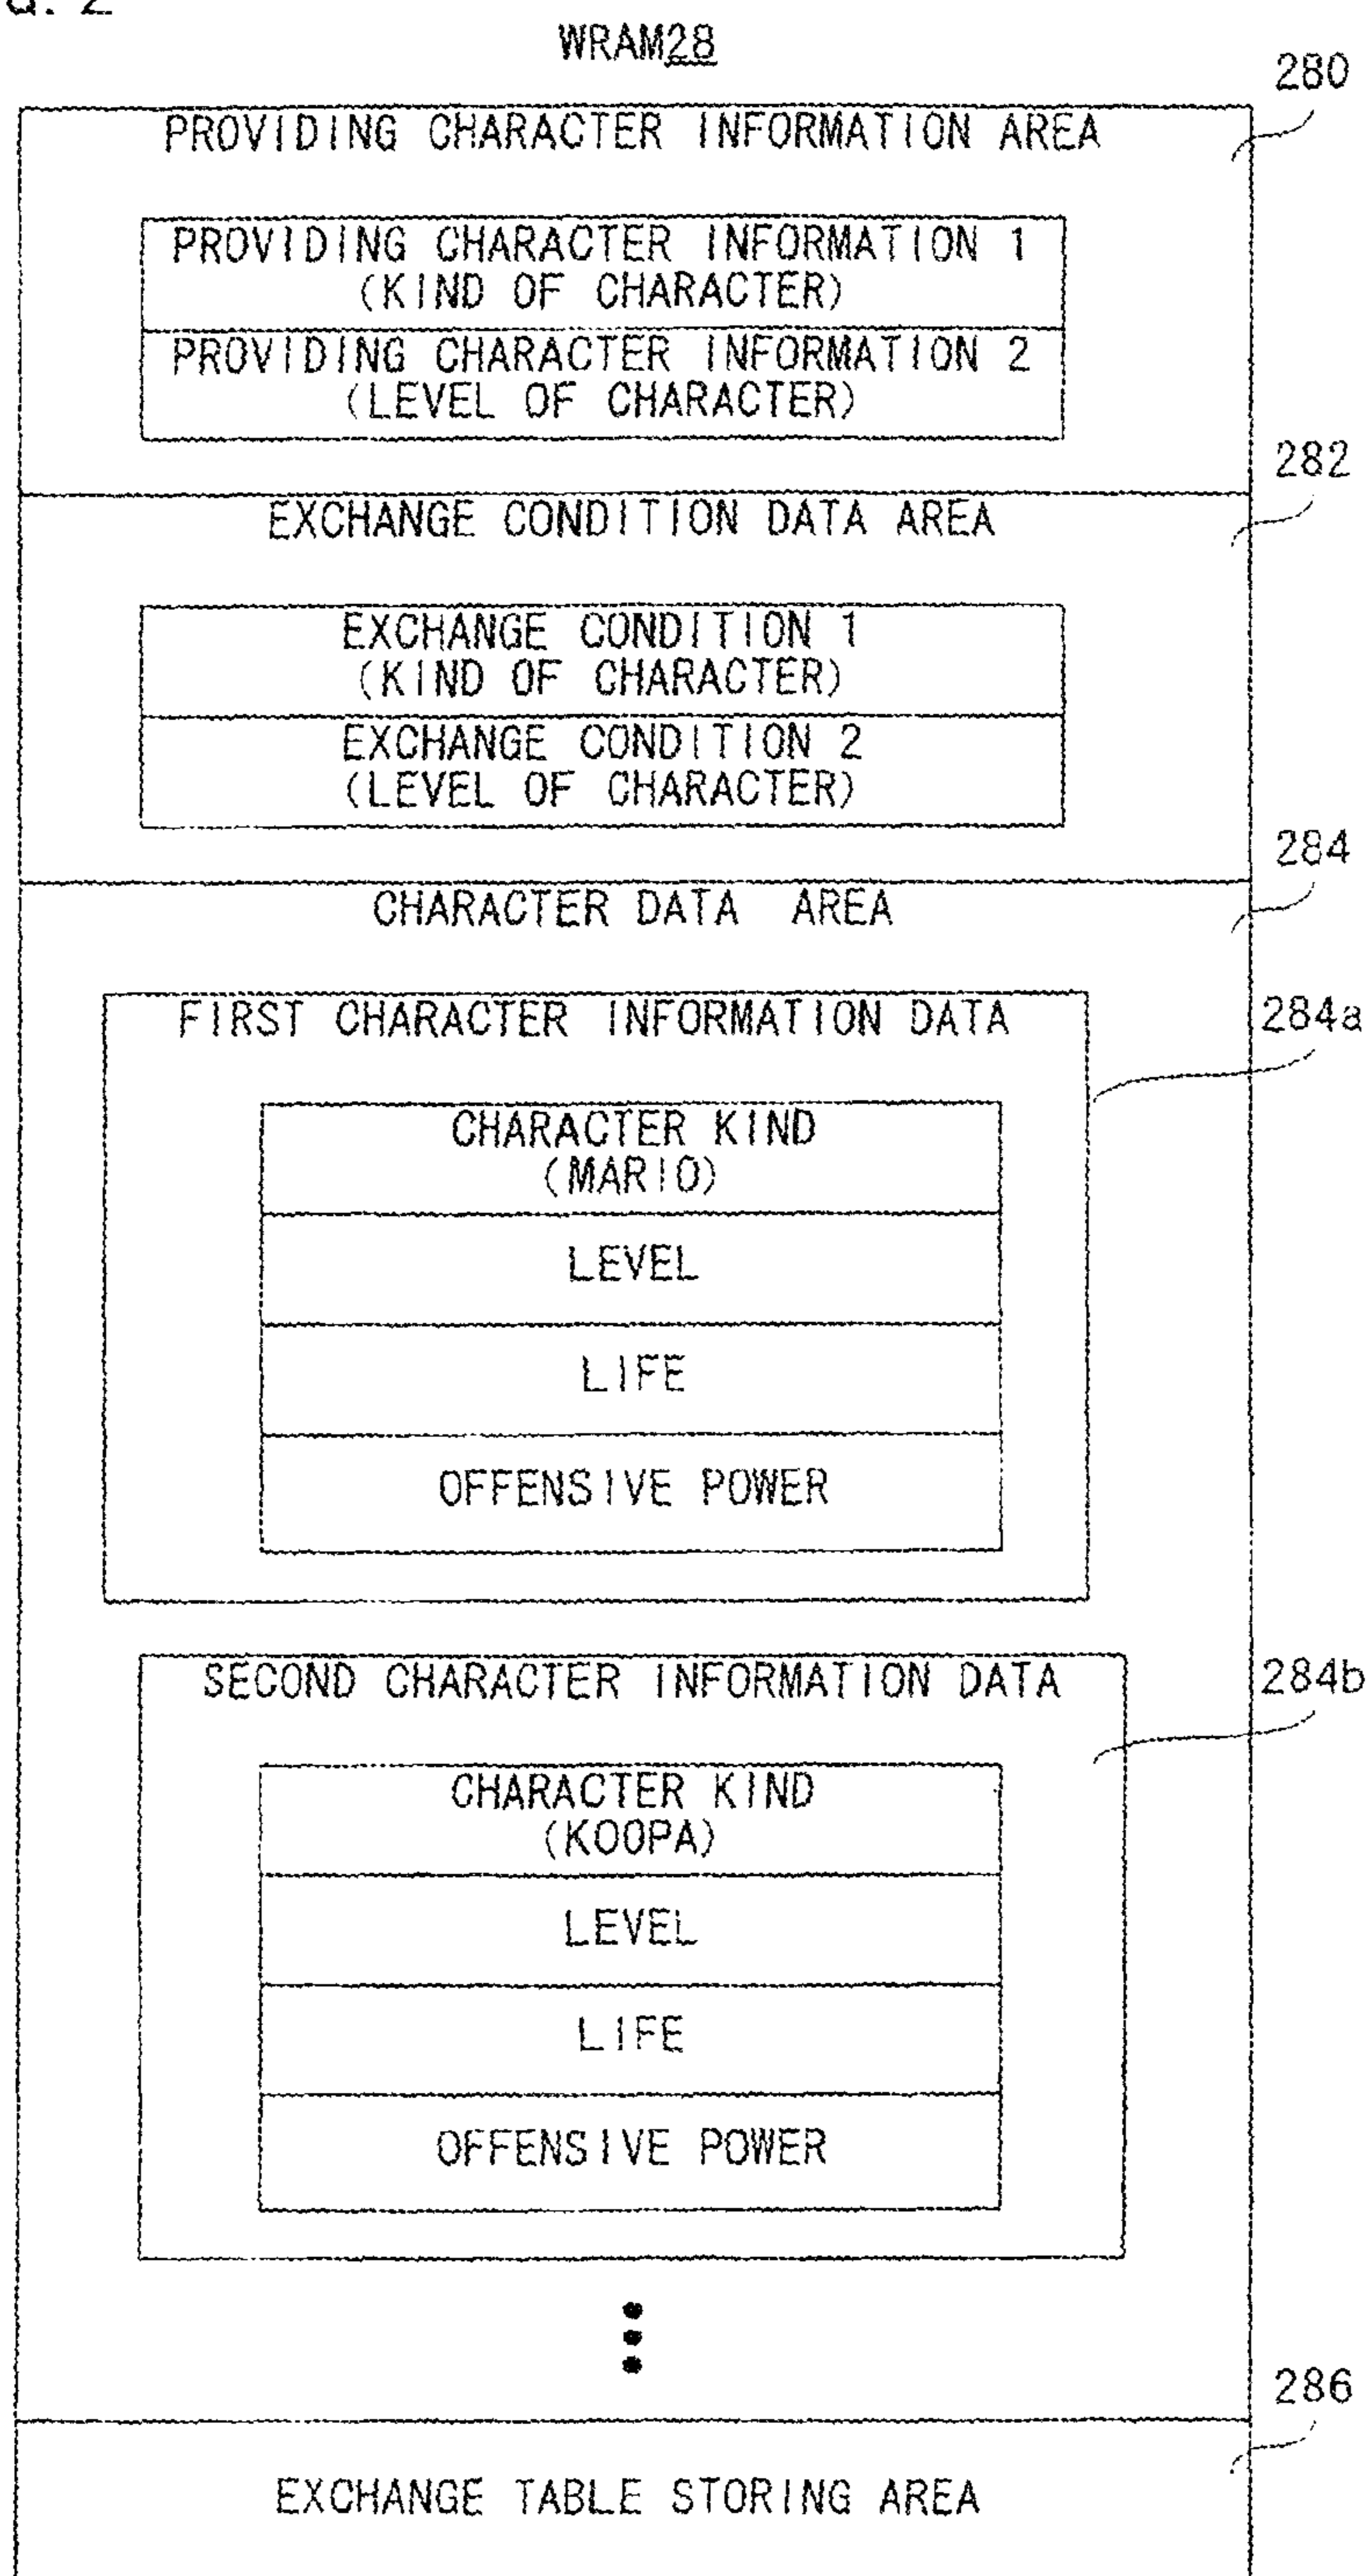 G. 2
WRAM28
280
PROVIDING CHARACTER INFORMATION AREA
PROVIDING CHARACTER INFORMATION 1
(KIND OF CHARACTER)
PROVIDING CHARACTER INFORMATION 2
(LEVEL OF CHARACTER)
282
EXCHANGE CONDITION DATA AREA
EXCHANGE CONDITION 1
(KIND OF CHARACTER)
EXCHANGE CONDITION 2
(LEVEL OF CHARACTER)
284
CHARACTER DATA AREA
284a
FIRST CHARACTER INFORMATION DATA
CHARACTER KIND
(MARIO)
LEVEL
LIFE
OFFENSIVE POWER
284b
SECOND CHARACTER INFORMATION DATA
CHARACTER KIND
(KOOPA)
LEVEL
LIFE
OFFENSIVE POWER
286
EXCHANGE TABLE STORING AREA